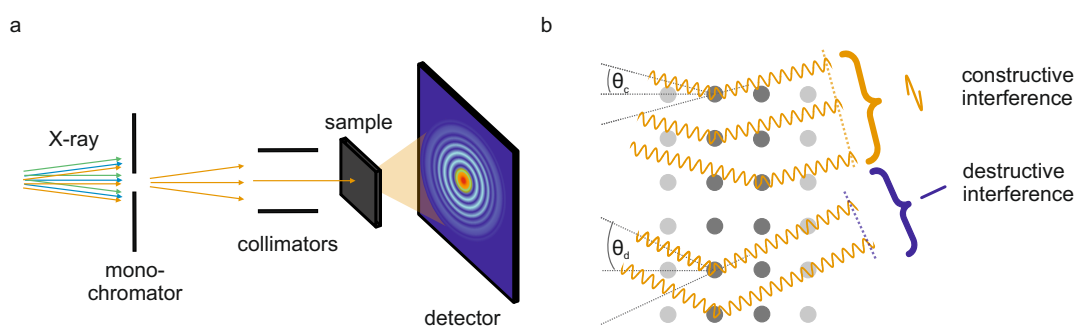 a
X-ray
mono-
chromator
collimators
sample
detector
b
θc
constructive
interference
destructive
interference
θd